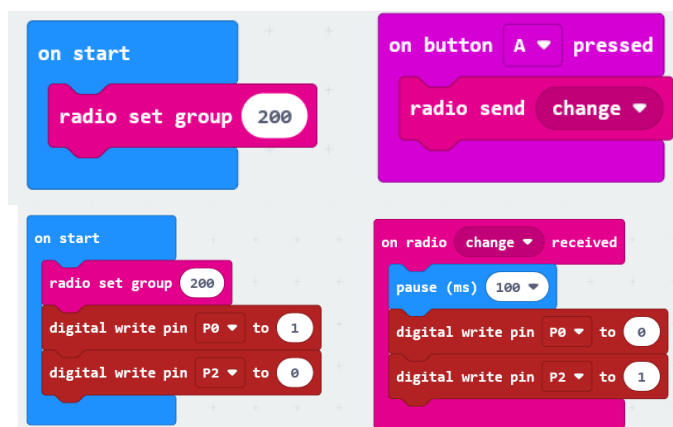 on start
radio set group 200
on button A pressed
radio send change
on start
radio set group 200
digital write pin P0 to 1
digital write pin P2 to 0
on radio change received
pause (ms) 100
digital write pin P0 to 0
digital write pin P2 to 1